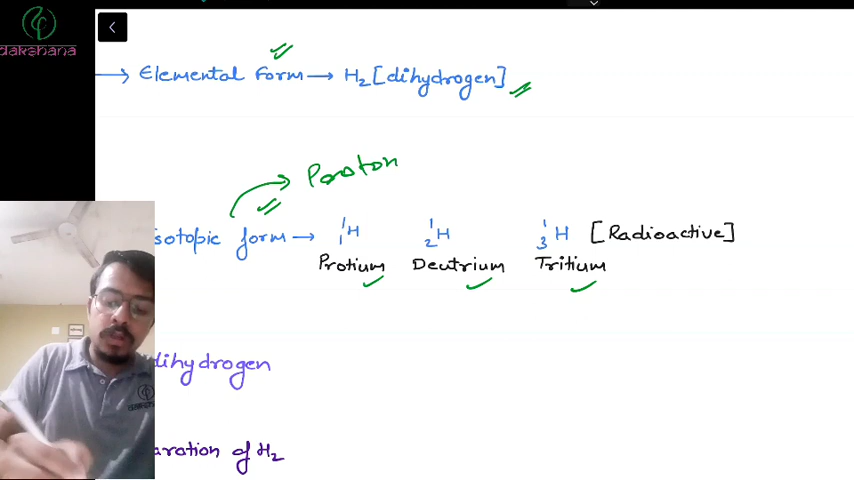 dakshana
→ Elemental Form → H₂ [dihydrogen]
Proton
isotopic form → ¹₁H ¹₂H ¹₃H [Radioactive]
Protium Deutrium Tritium
dihydrogen
aration of H₂